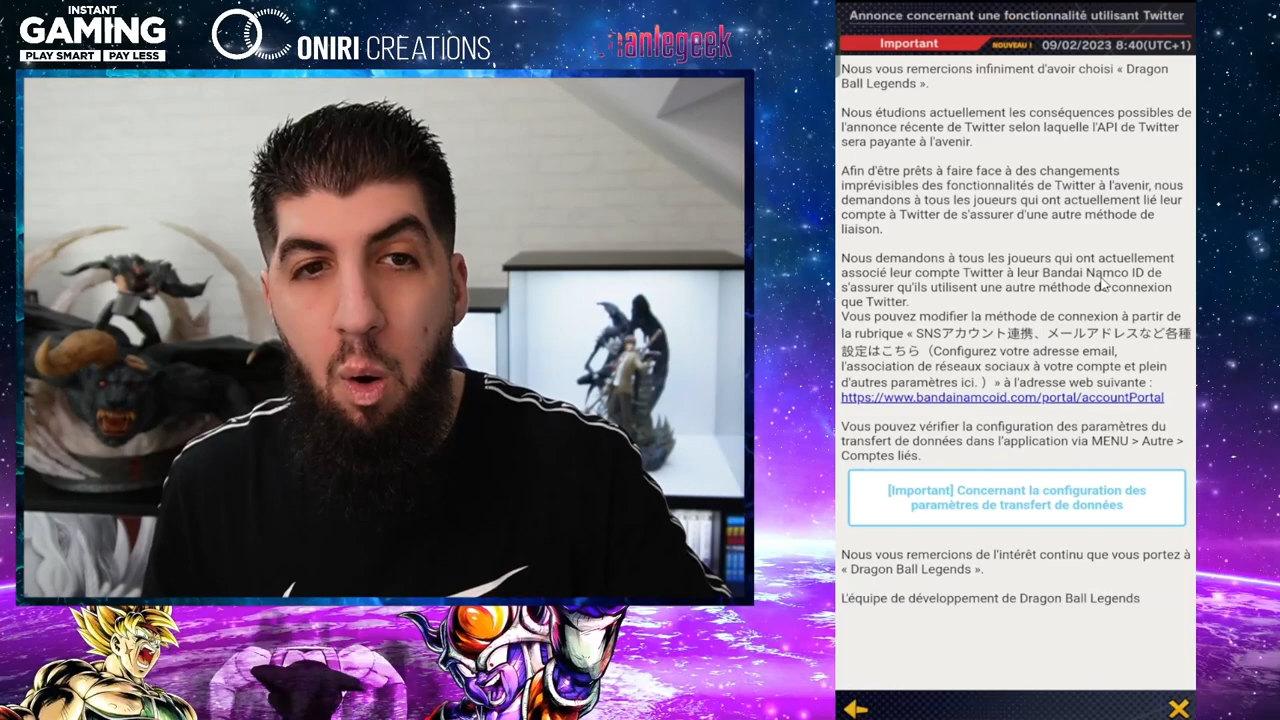 INSTANT
GAMING
PLAY SMART
PAY LESS
ONIRI CREATIONS
Annonce concernant une fonctionnalité utilisant Twitter
Important
NOUVEAU !
09/02/2023 8:40(UTC+1)
Nous vous remercions infiniment d'avoir choisi « Dragon
Ball Legends ».
Nous étudions actuellement les conséquences possibles de
l'annonce récente de Twitter selon laquelle l'API de Twitter
sera payante à l'avenir.
Afin d'être prêts à faire face à des changements
imprévisibles des fonctionnalités de Twitter à l'avenir, nous
demandons à tous les joueurs qui ont actuellement lié leur
compte à Twitter de s'assurer d'une autre méthode de
liaison.
Nous demandons à tous les joueurs qui ont actuellement
associé leur compte Twitter à leur Bandai Namco ID de
s'assurer qu'ils utilisent une autre méthode de connexion
que Twitter.
Vous pouvez modifier la méthode de connexion à partir de
la rubrique « SNSアカウント連携、メールアドレスなど各種
設定はこちら（Configurez votre adresse email,
l'association de réseaux sociaux à votre compte et plein
d'autres paramètres ici. ）» à l'adresse web suivante :
https://www.bandainamcoid.com/portal/accountPortal
Vous pouvez vérifier la configuration des paramètres du
transfert de données dans l'application via MENU > Autre >
Comptes liés.
[Important] Concernant la configuration des
paramètres de transfert de données
Nous vous remercions de l'intérêt continu que vous portez à
« Dragon Ball Legends ».
L'équipe de développement de Dragon Ball Legends